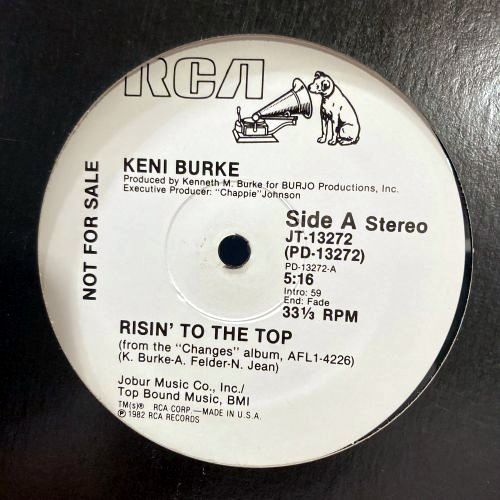 RCA
KENI BURKE
Produced by Kenneth M. Burke for BURJO Productions, Inc.
Executive Producer: "Chappie"Johnson
NOT FOR SALE
Side A Stereo
JT-13272
(PD-13272)
PD-13272-A
5:16
Intro: 59
End: Fade
33⅓ RPM
RISIN' TO THE TOP
(from the "Changes" album, AFL1-4226)
(K. Burke-A. Felder-N. Jean)
Jobur Music Co., Inc./
Top Bound Music, BMI
TM(s)® RCA CORP—MADE IN U.S.A.
℗ 1982 RCA RECORDS